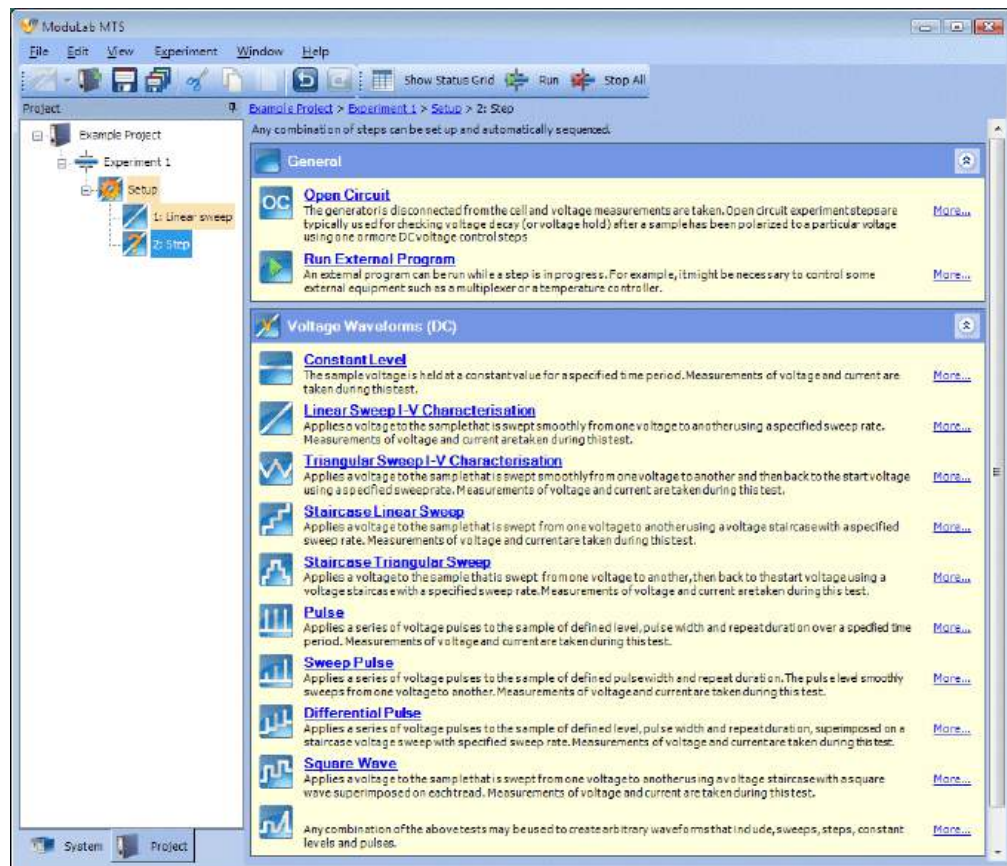 ModuLab MTS
File Edit View Experiment Window Help
Show Status Grid Run Stop All
Project
Example Project > Experiment 1 > Setup > 2: Step
Any combination of steps can be set up and automatically sequenced.
Example Project
Experiment 1
Setup
1: Linear sweep
2: Step
General
OC
Open Circuit
The generator is disconnected from the cell and voltage measurements are taken. Open circuit experiment steps are
typically used for checking voltage decay (or voltage hold) after a sample has been polarized to a particular voltage
using one or more DC voltage control steps
More...
Run External Program
An external program can be run while a step is in progress. For example, it might be necessary to control some
external equipment such as a multiplexer or a temperature controller.
More...
Voltage Waveforms (DC)
Constant Level
The sample voltage is held at a constant value for a specified time period. Measurements of voltage and current are
taken during this test.
More...
Linear Sweep I-V Characterisation
Applies a voltage to the sample that is swept smoothly from one voltage to another using a specified sweep rate.
Measurements of voltage and current are taken during this test.
More...
Triangular Sweep I-V Characterisation
Applies a voltage to the sample that is swept smoothly from one voltage to another and then back to the start voltage
using a specified sweep rate. Measurements of voltage and current are taken during this test.
More...
Staircase Linear Sweep
Applies a voltage to the sample that is swept from one voltage to another using a voltage staircase with a specified
sweep rate. Measurements of voltage and current are taken during this test.
More...
Staircase Triangular Sweep
Applies a voltage to the sample that is swept from one voltage to another, then back to the start voltage using a
voltage staircase with a specified sweep rate. Measurements of voltage and current are taken during this test.
More...
Pulse
Applies a series of voltage pulses to the sample of defined level, pulse width and repeat duration over a specified time
period. Measurements of voltage and current are taken during this test.
More...
Sweep Pulse
Applies a series of voltage pulses to the sample of defined pulse width and repeat duration. The pulse level smoothly
sweeps from one voltage to another. Measurements of voltage and current are taken during this test.
More...
Differential Pulse
Applies a series of voltage pulses to the sample of defined level, pulse width and repeat duration, superimposed on a
staircase voltage sweep with specified sweep rate. Measurements of voltage and current are taken during this test.
More...
Square Wave
Applies a voltage to the sample that is swept from one voltage to another using a voltage staircase with a square
wave superimposed on each tread. Measurements of voltage and current are taken during this test.
More...
Any combination of the above tests may be used to create arbitrary waveforms that include, sweeps, steps, constant
levels and pulses.
More...
System Project